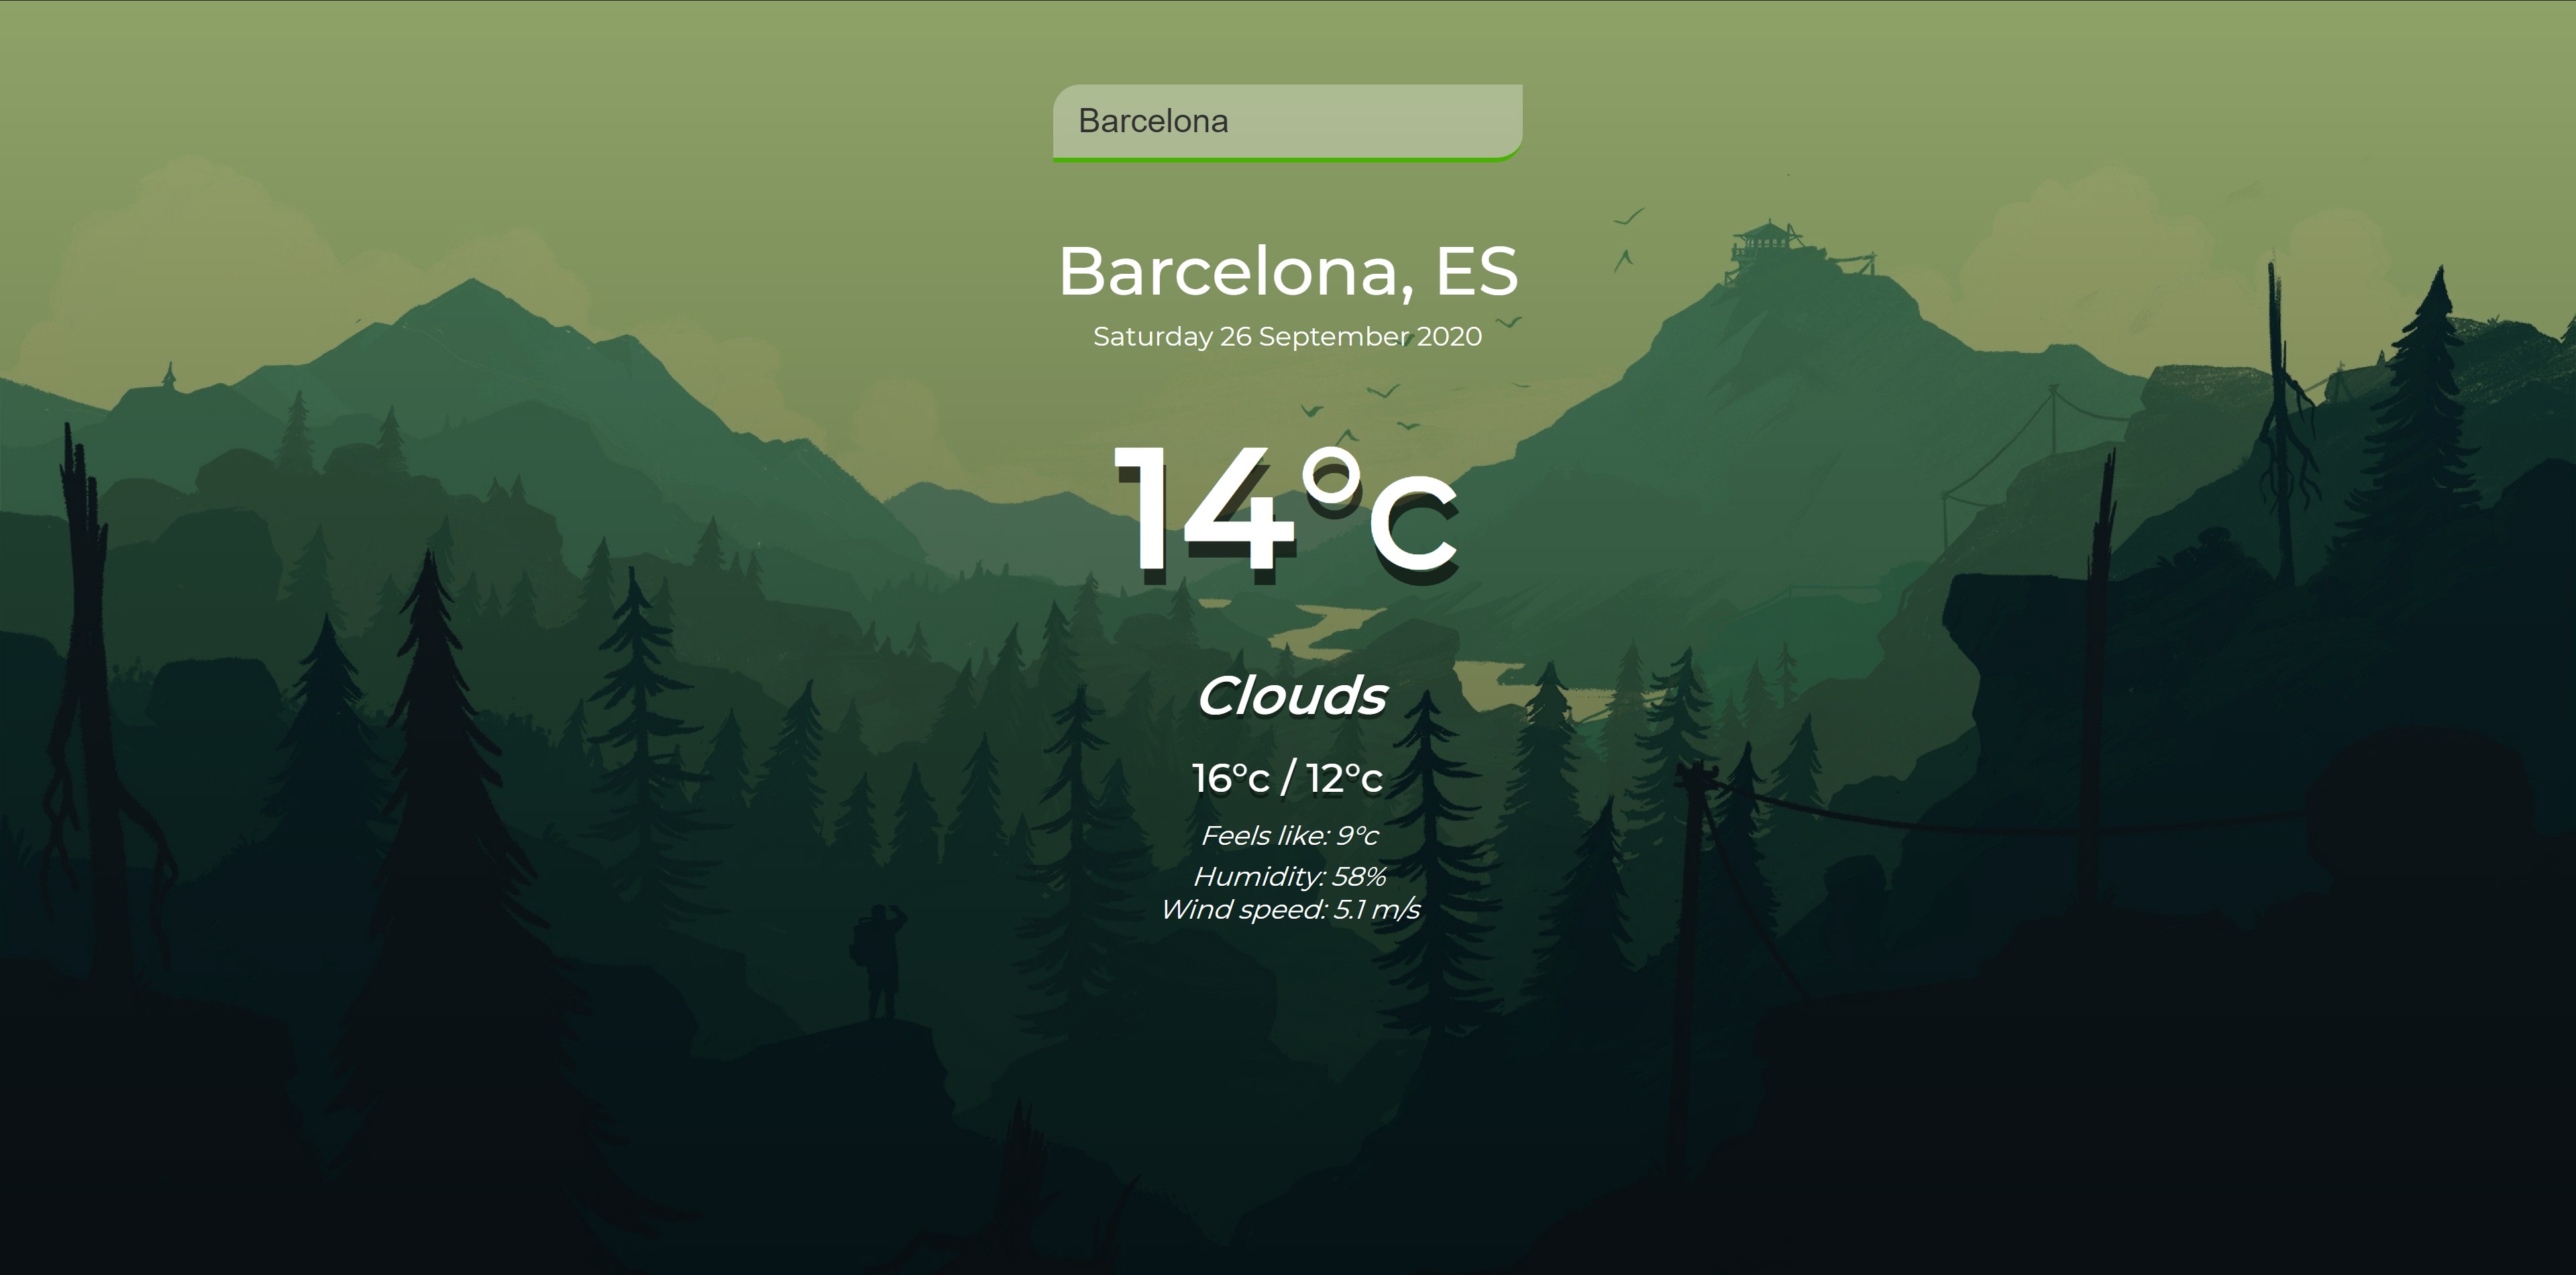 Barcelona
Barcelona, ES
Saturday 26 September 2020
14°c
Clouds
16°c / 12°c
Feels like: 9°c
Humidity: 58%
Wind speed: 5.1 m/s